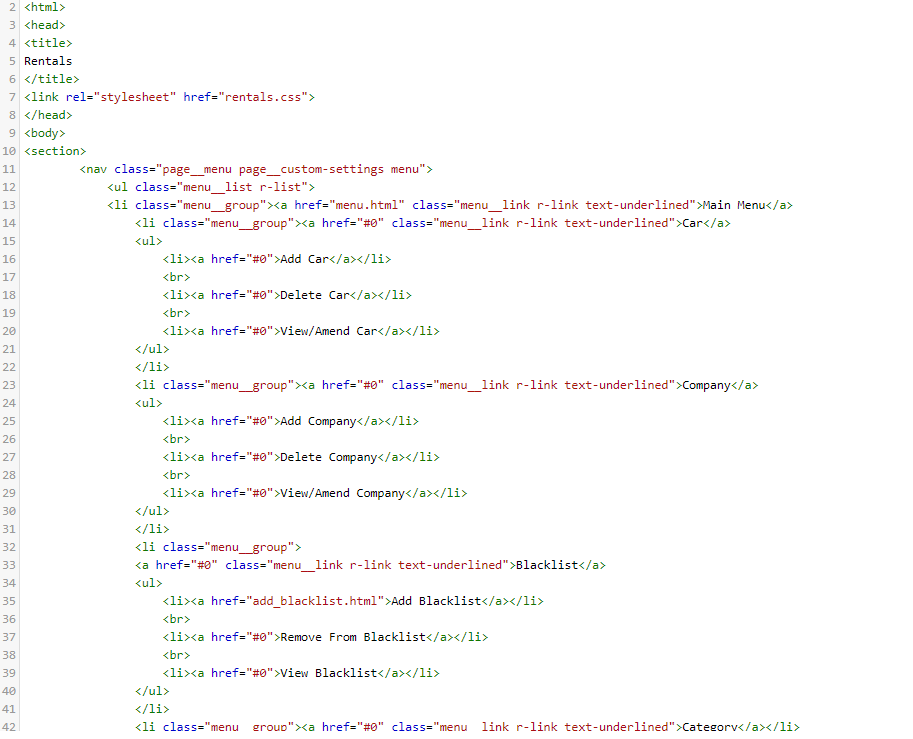 2 <html>
3 <head>
4 <title>
5 Rentals
6 </title>
7 <link rel="stylesheet" href="rentals.css">
8 </head>
9 <body>
10 <section>
11 <nav class="page__menu page__custom-settings menu">
12 <ul class="menu__list r-list">
13 <li class="menu__group"><a href="menu.html" class="menu__link r-link text-underlined">Main Menu</a>
14 <li class="menu__group"><a href="#0" class="menu__link r-link text-underlined">Car</a>
15 <ul>
16 <li><a href="#0">Add Car</a></li>
17 <br>
18 <li><a href="#0">Delete Car</a></li>
19 <br>
20 <li><a href="#0">View/Amend Car</a></li>
21 </ul>
22 </li>
23 <li class="menu__group"><a href="#0" class="menu__link r-link text-underlined">Company</a>
24 <ul>
25 <li><a href="#0">Add Company</a></li>
26 <br>
27 <li><a href="#0">Delete Company</a></li>
28 <br>
29 <li><a href="#0">View/Amend Company</a></li>
30 </ul>
31 </li>
32 <li class="menu__group">
33 <a href="#0" class="menu__link r-link text-underlined">Blacklist</a>
34 <ul>
35 <li><a href="add_blacklist.html">Add Blacklist</a></li>
36 <br>
37 <li><a href="#0">Remove From Blacklist</a></li>
38 <br>
39 <li><a href="#0">View Blacklist</a></li>
40 </ul>
41 </li>
42 <li class="menu__group"><a href="#0" class="menu__link r-link text-underlined">Category</a></li>